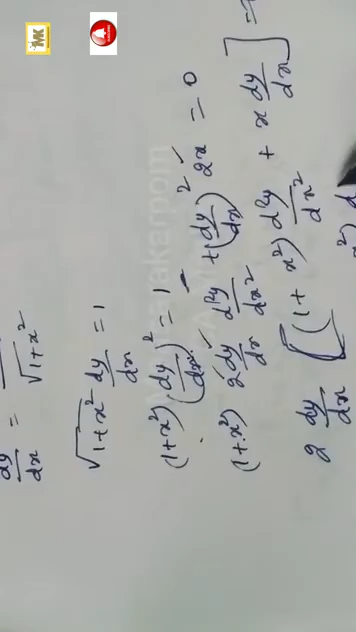 MK
dy/dx = 1/√1+x²
√1+x² dy/dx = 1
(1+x²) (dy/dx)² = 1
(1+x²) 2 dy/dx d²y/dx² + (dy/dx)² 2x = 0
2 dy/dx [(1+x²) d²y/dx² + x dy/dx] =